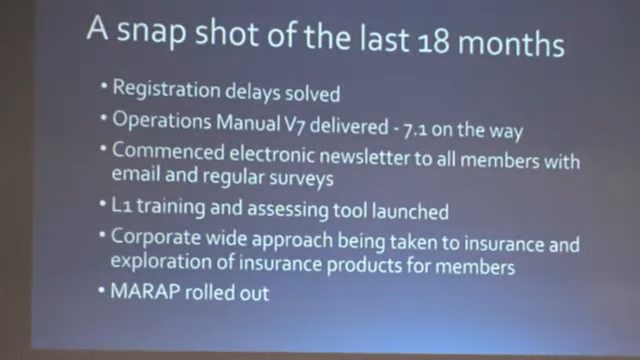 A snap shot of the last 18 months
• Registration delays solved
• Operations Manual V7 delivered - 7.1 on the way
• Commenced electronic newsletter to all members with
email and regular surveys
• L1 training and assessing tool launched
• Corporate wide approach being taken to insurance and
exploration of insurance products for members
• MARAP rolled out